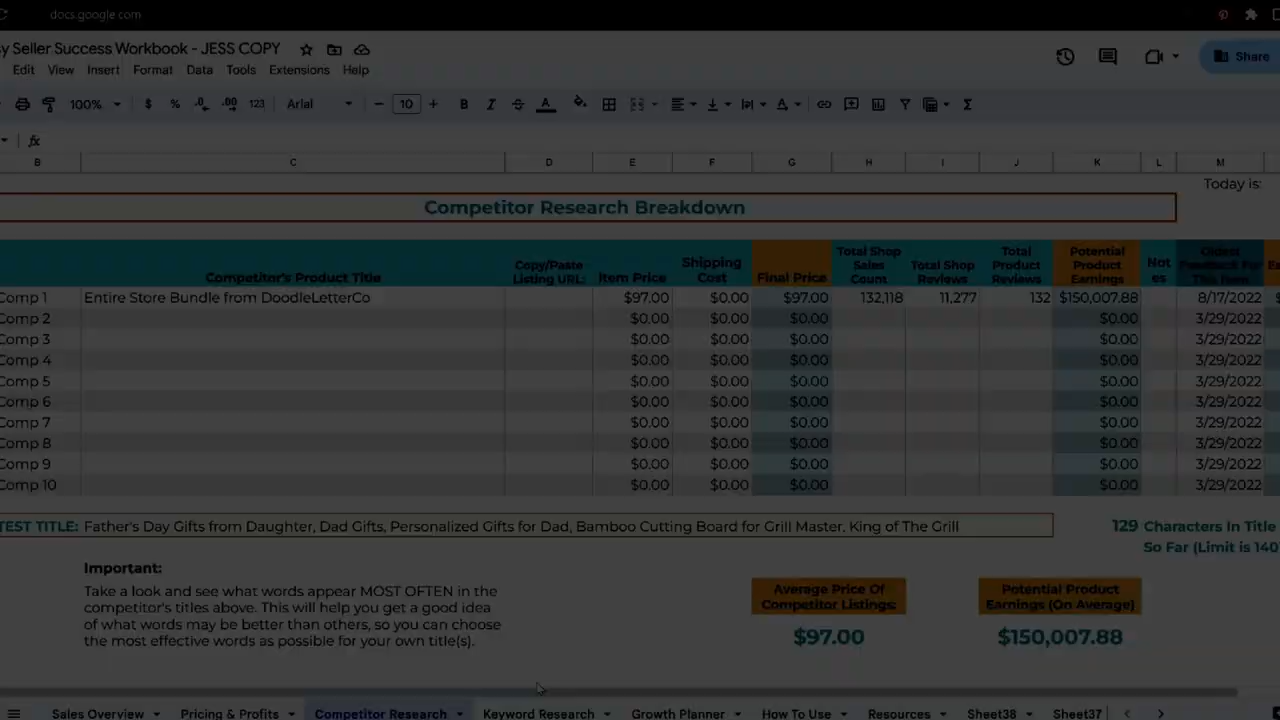 docs.google.com
y Seller Success Workbook - JESS COPY
Edit View Insert Format Data Tools Extensions Help
Share
100% $ % .0 .00 123 Arial - 10 + B I S A
fx
B C D E F G H I J K L M
Today is:
Competitor Research Breakdown
Competitor's Product Title Copy/Paste Listing URL: Item Price Shipping Cost Final Price Total Shop Sales Count Total Shop Reviews Total Product Reviews Potential Product Earnings Not es Oldest
Comp 1 Entire Store Bundle from DoodleLetterCo $97.00 $0.00 $97.00 132,118 11,277 132 $150,007.88 8/17/2022
Comp 2 $0.00 $0.00 $0.00 $0.00 3/29/2022
Comp 3 $0.00 $0.00 $0.00 $0.00 3/29/2022
Comp 4 $0.00 $0.00 $0.00 $0.00 3/29/2022
Comp 5 $0.00 $0.00 $0.00 $0.00 3/29/2022
Comp 6 $0.00 $0.00 $0.00 $0.00 3/29/2022
Comp 7 $0.00 $0.00 $0.00 $0.00 3/29/2022
Comp 8 $0.00 $0.00 $0.00 $0.00 3/29/2022
Comp 9 $0.00 $0.00 $0.00 $0.00 3/29/2022
Comp 10 $0.00 $0.00 $0.00 $0.00 3/29/2022
TEST TITLE: Father's Day Gifts from Daughter, Dad Gifts, Personalized Gifts for Dad, Bamboo Cutting Board for Grill Master, King of The Grill 129 Characters In Title
So Far (Limit is 140
Important:
Take a look and see what words appear MOST OFTEN in the
competitor's titles above. This will help you get a good idea
of what words may be better than others, so you can choose
the most effective words as possible for your own title(s).
Average Price Of
Competitor Listings:
$97.00
Potential Product
Earnings (On Average)
$150,007.88
Sales Overview Pricing & Profits Competitor Research Keyword Research Growth Planner How To Use Resources Sheet38 Sheet37